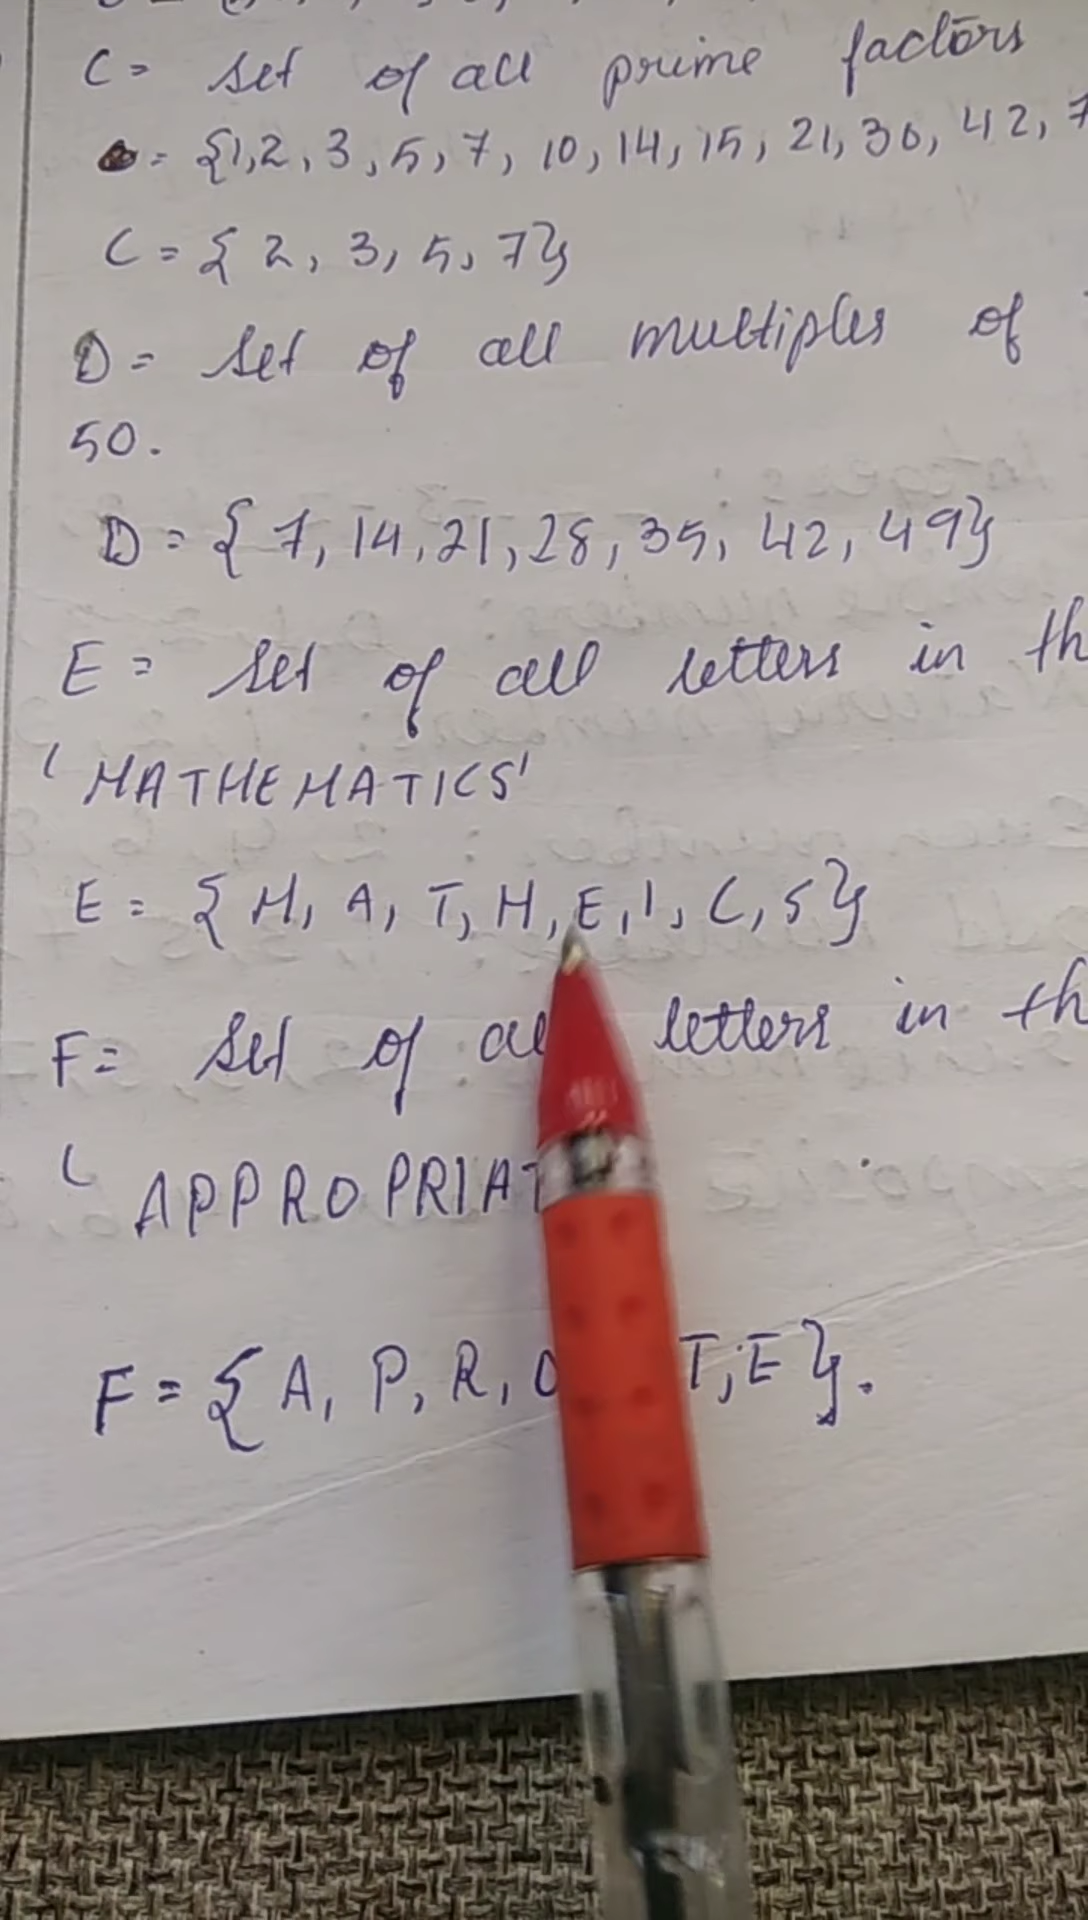 C = set of all prime factors
= {1, 2, 3, 5, 7, 10, 14, 15, 21, 30, 42, 7
C = { 2, 3, 5, 7}
D = set of all multiples of
50.
D = { 7, 14, 21, 28, 35, 42, 49}
E = set of all letters in th
'MATHEMATICS'
E = { M, A, T, H, E, I, C, S}
F = set of all letters in th
' APPROPRIAT
F = { A, P, R, O T, E }.